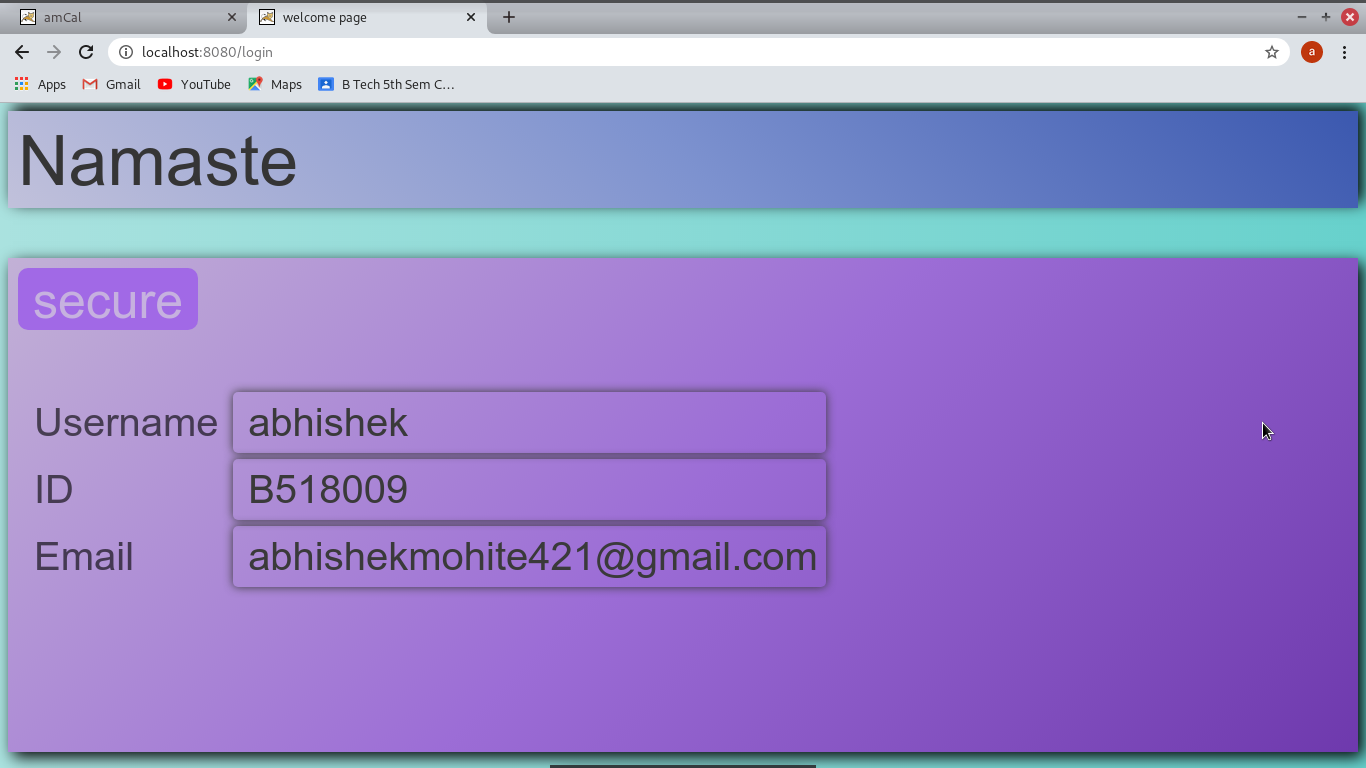 amCal
welcome page
localhost:8080/login
a
Apps Gmail YouTube Maps B Tech 5th Sem C...
Namaste
secure
Username abhishek
ID B518009
Email abhishekmohite421@gmail.com